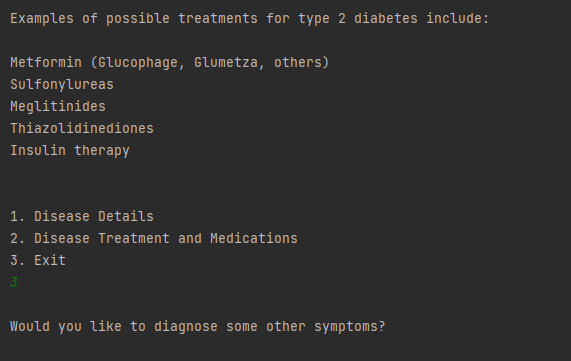 Examples of possible treatments for type 2 diabetes include:
Metformin (Glucophage, Glumetza, others)
Sulfonylureas
Meglitinides
Thiazolidinediones
Insulin therapy
1. Disease Details
2. Disease Treatment and Medications
3. Exit
3
Would you like to diagnose some other symptoms?